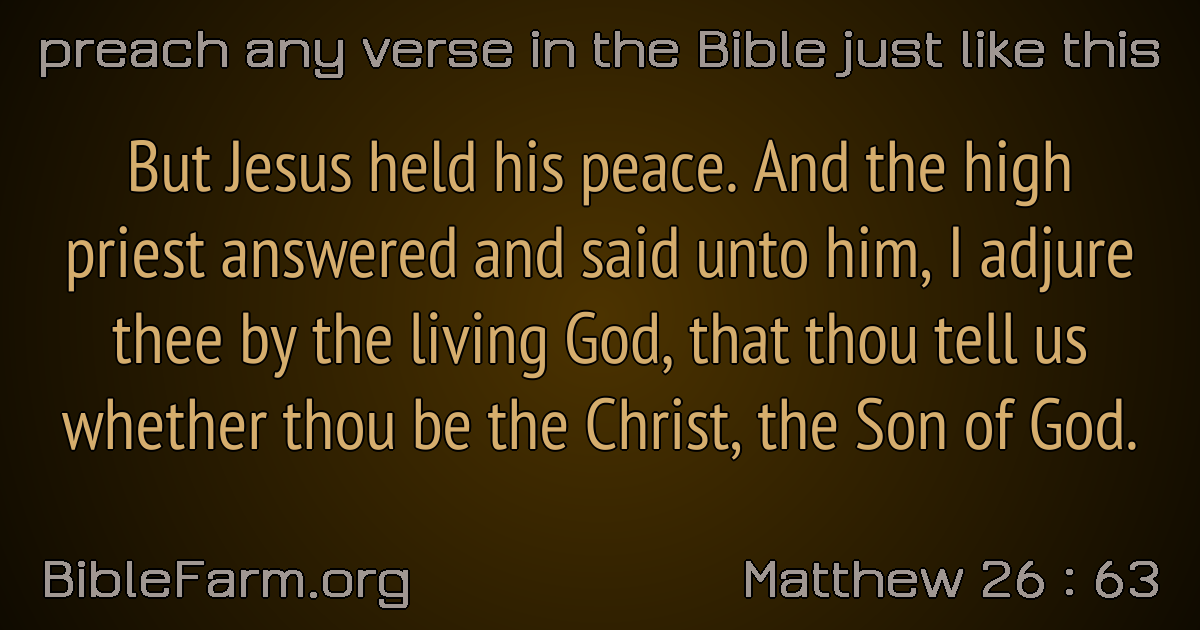 preach any verse in the Bible just like this
But Jesus held his peace. And the high
priest answered and said unto him, I adjure
thee by the living God, that thou tell us
whether thou be the Christ, the Son of God.
BibleFarm.org
Matthew 26 : 63